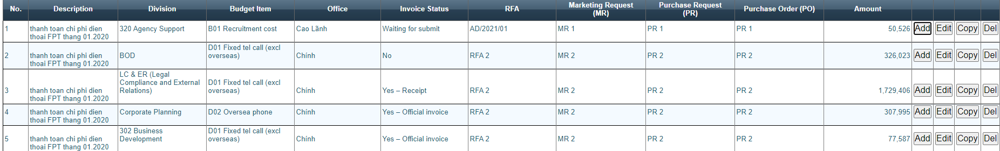 No. Description Division Budget Item Office Invoice Status RFA Marketing Request (MR) Purchase Request (PR) Purchase Order (PO) Amount
1 thanh toan chi phi dien thoai FPT thang 01.2020 320 Agency Support B01 Recruitment cost Cao Lãnh Waiting for submit AD/2021/01 MR 1 PR 1 PR 1 50,526 Add Edit Copy Del
2 thanh toan chi phi dien thoai FPT thang 01.2020 BOD D01 Fixed tel call (excl overseas) Chính No RFA 2 MR 2 PR 2 PR 2 326,023 Add Edit Copy Del
3 thanh toan chi phi dien thoai FPT thang 01.2020 LC & ER (Legal Compliance and External Relations) D01 Fixed tel call (excl overseas) Chính Yes – Receipt RFA 2 MR 2 PR 2 PR 2 1,729,406 Add Edit Copy Del
4 thanh toan chi phi dien thoai FPT thang 01.2020 Corporate Planning D02 Oversea phone Chính Yes – Official invoice RFA 2 MR 2 PR 2 PR 2 307,995 Add Edit Copy Del
5 thanh toan chi phi dien thoai FPT thang 01.2020 302 Business Development D01 Fixed tel call (excl overseas) Chính Yes – Official invoice RFA 2 MR 2 PR 2 PR 2 77,587 Add Edit Copy Del